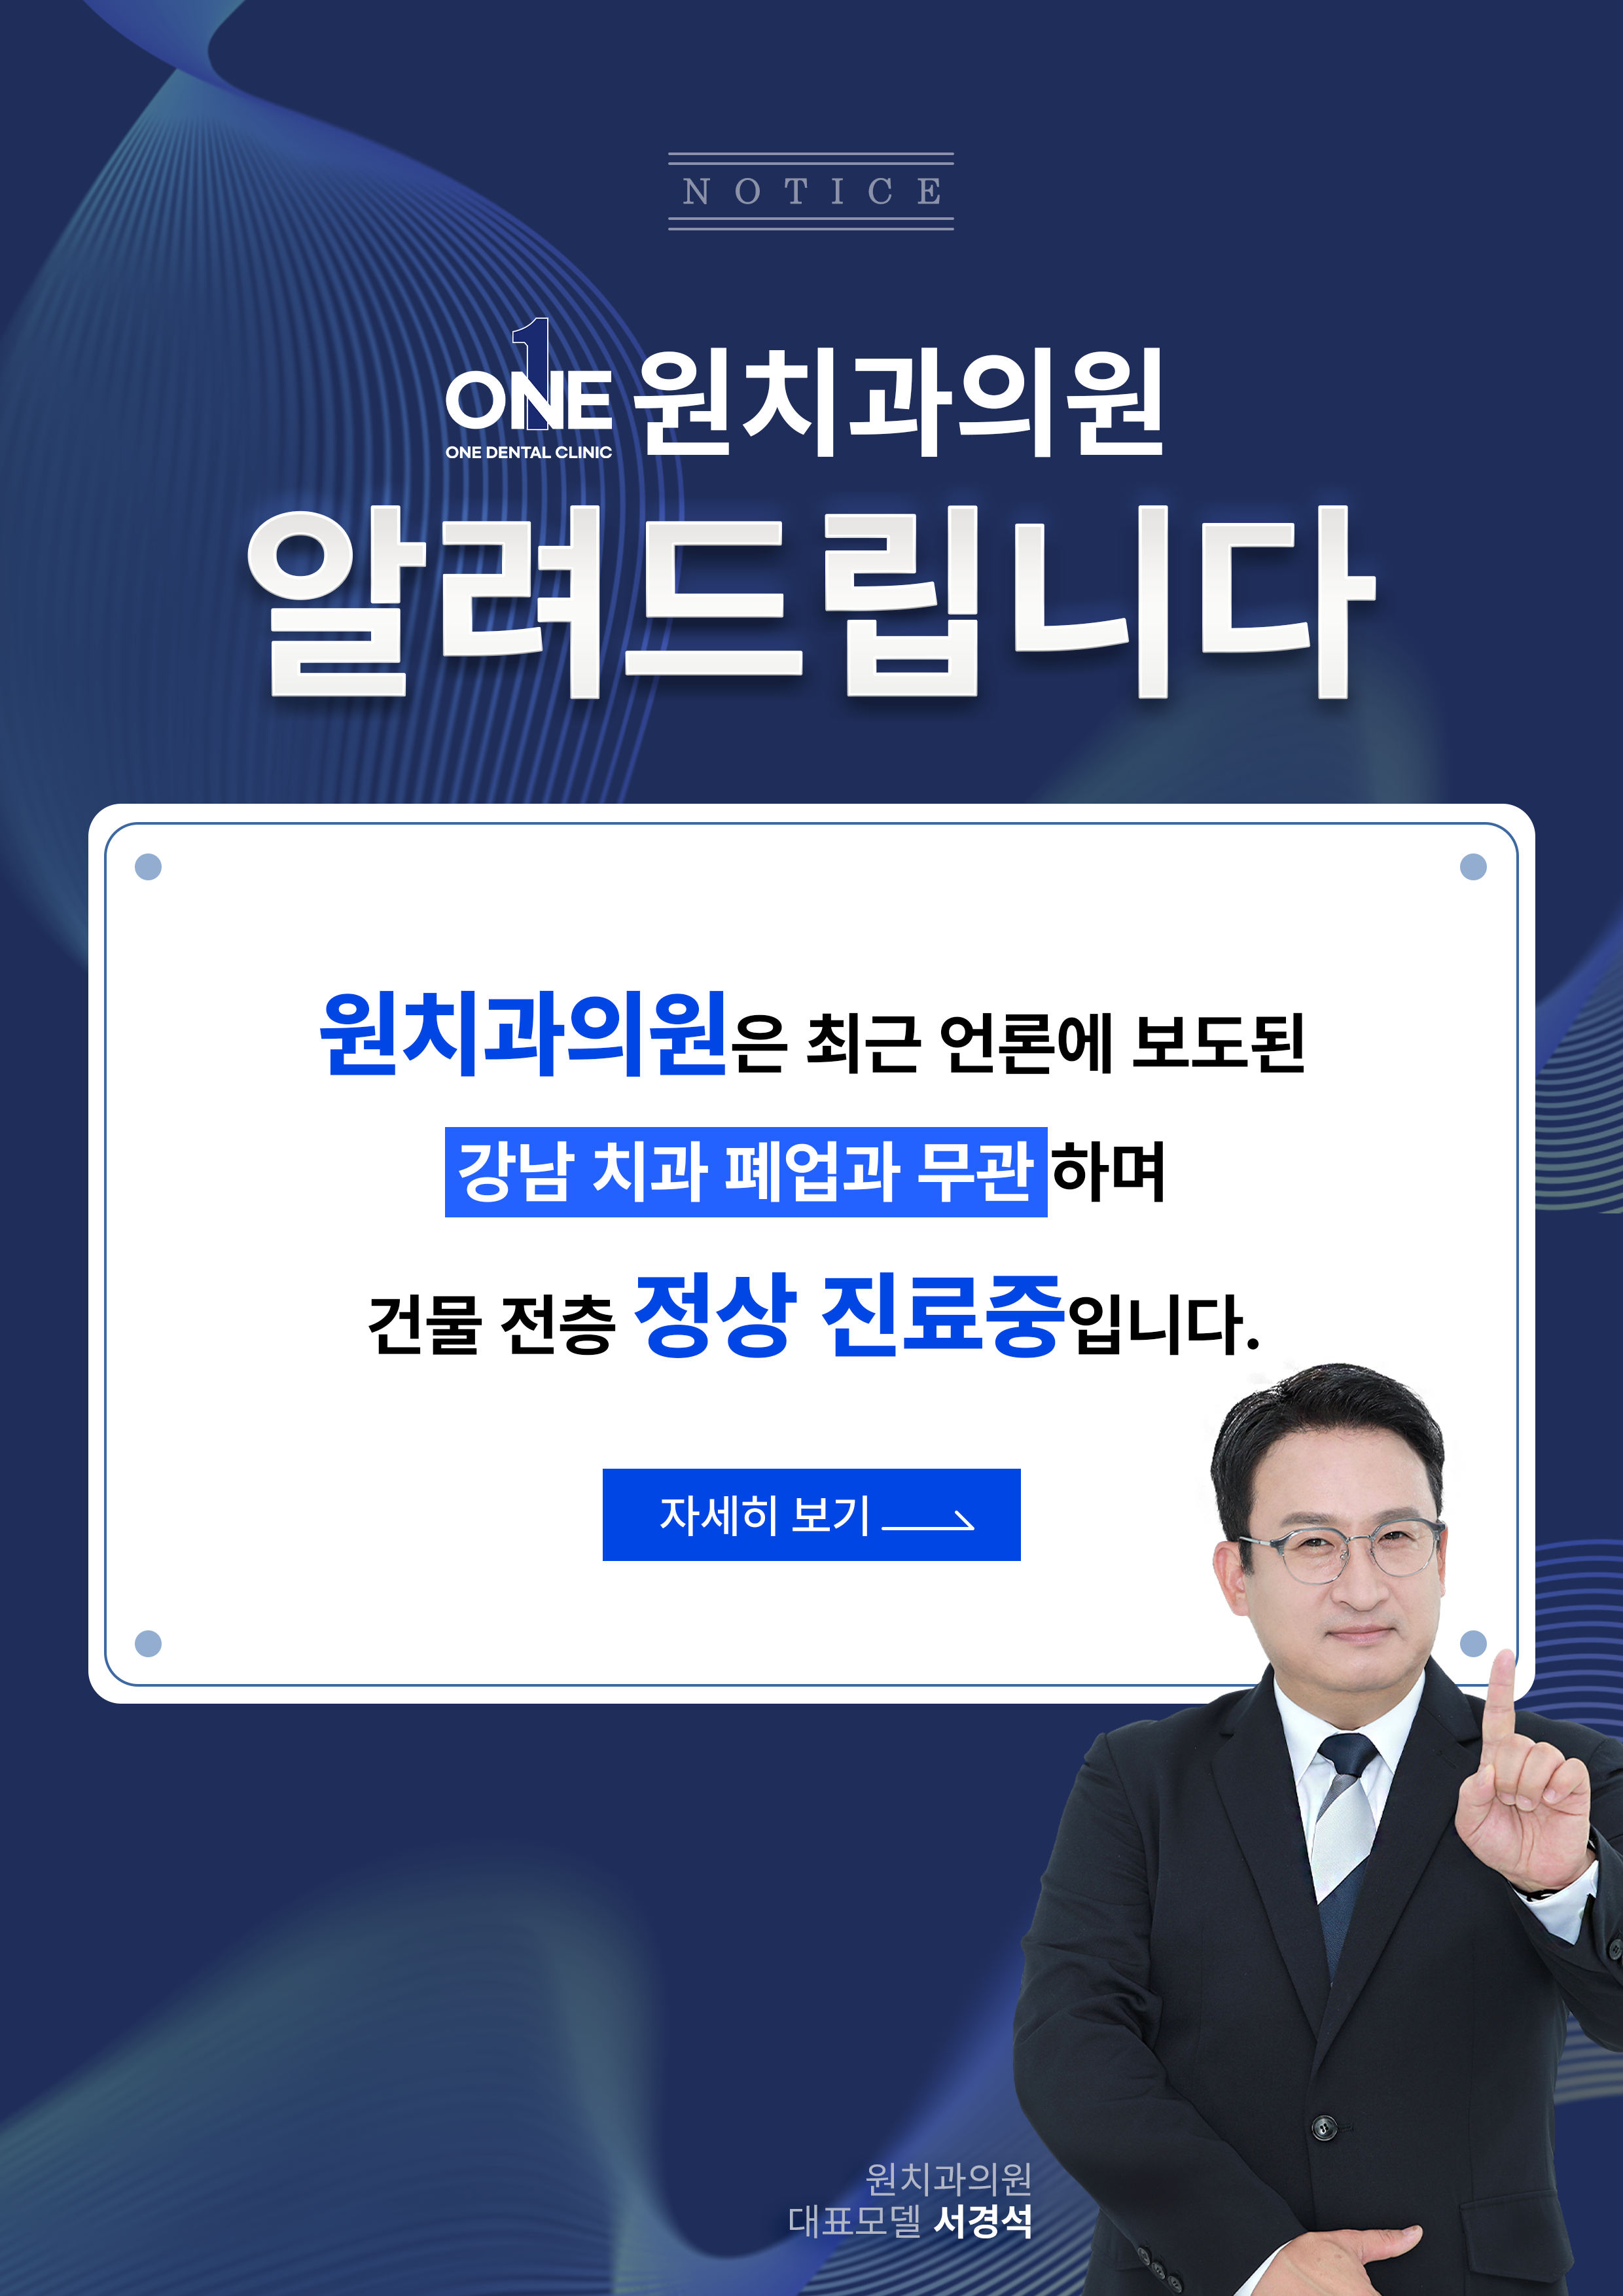 NOTICE
ONE 원치과의원
ONE DENTAL CLINIC
알려드립니다
원치과의원은 최근 언론에 보도된
강남 치과 폐업과 무관하며
건물 전층 정상 진료중입니다.
자세히 보기
원치과의원
대표모델 서경석